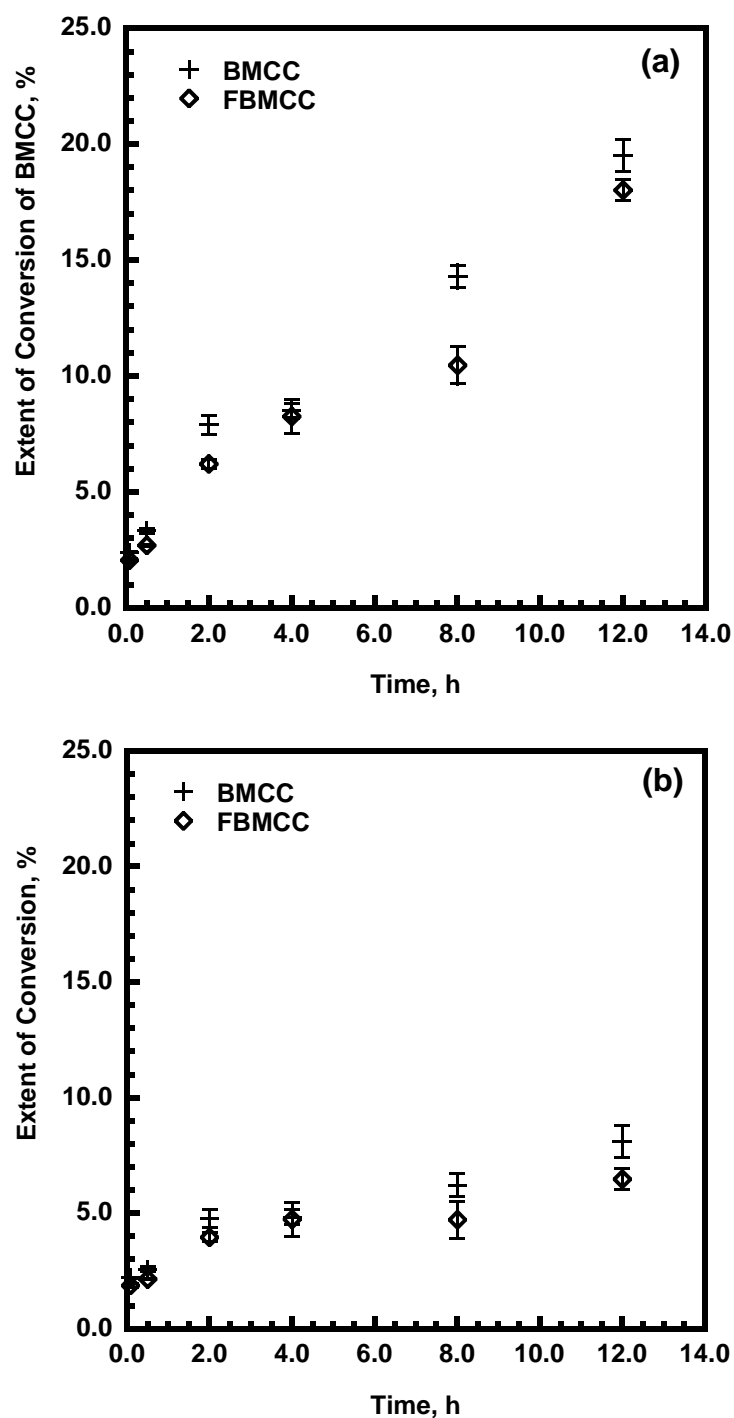 25.0
20.0
15.0
10.0
5.0
0.0
Extent of Conversion of BMCC, %
BMCC
FBMCC
(a)
0.0 2.0 4.0 6.0 8.0 10.0 12.0 14.0
Time, h
25.0
20.0
15.0
10.0
5.0
0.0
Extent of Conversion, %
BMCC
FBMCC
(b)
0.0 2.0 4.0 6.0 8.0 10.0 12.0 14.0
Time, h